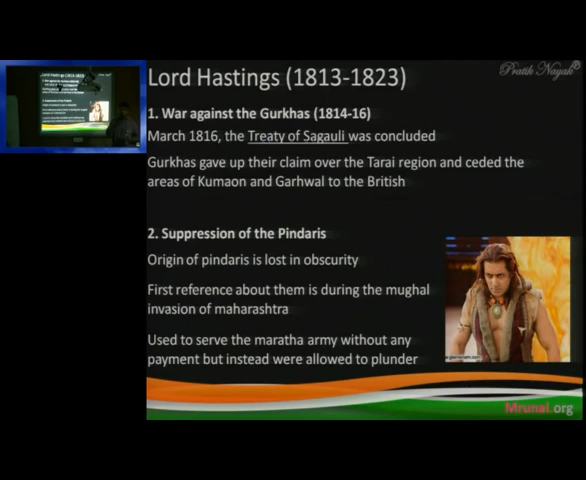 Lord Hastings (1813-1823)
Pratik Nayak
1. War against the Gurkhas (1814-16)
March 1816, the Treaty of Sagauli was concluded
Gurkhas gave up their claim over the Tarai region and ceded the
areas of Kumaon and Garhwal to the British
2. Suppression of the Pindaris
Origin of pindaris is lost in obscurity
First reference about them is during the mughal
invasion of maharashtra
Used to serve the maratha army without any
payment but instead were allowed to plunder
Mrunal.org